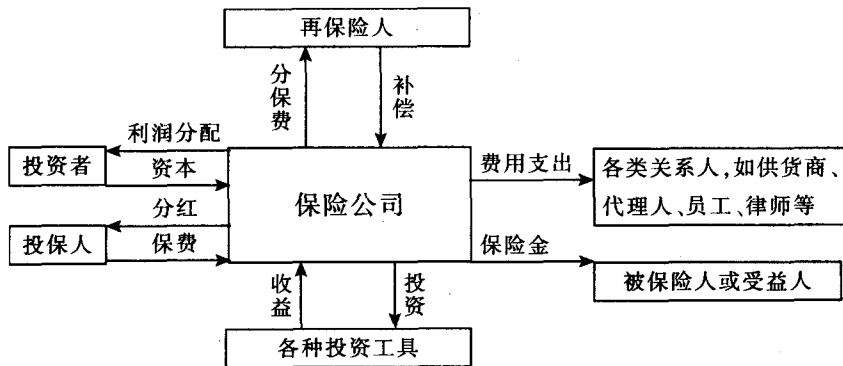 再保险人
分保费
补偿
利润分配
投资者
资本
分红
投保人
保费
保险公司
费用支出
各类关系人,如供货商、
代理人、员工、律师等
保险金
被保险人或受益人
收益
投资
各种投资工具